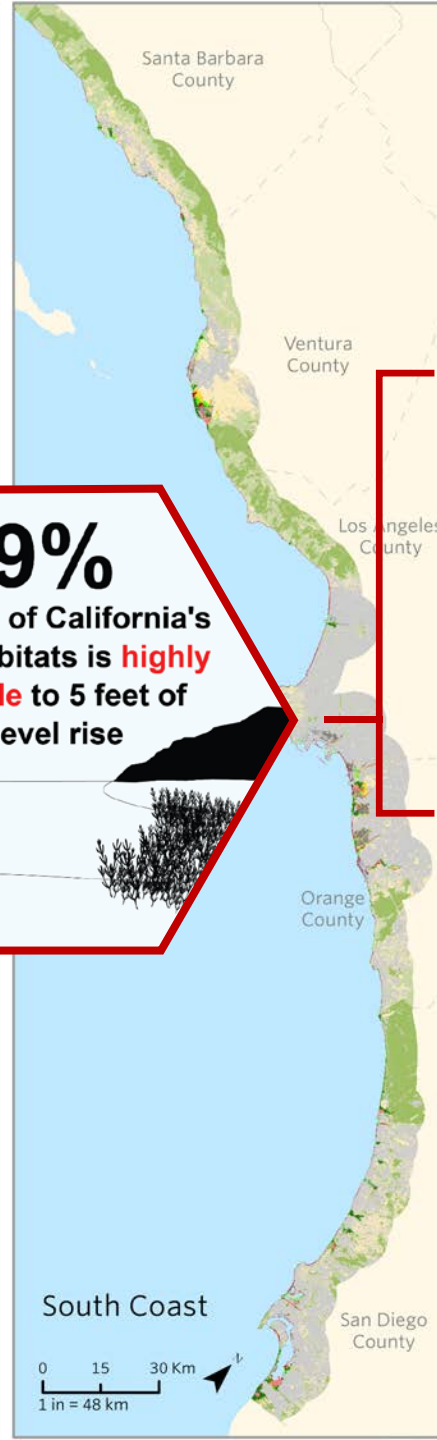 Santa Barbara
County
Ventura
County
Los Angeles
County
9%
of California's
bitats is highly
le to 5 feet of
level rise
Orange
County
South Coast
San Diego
County
0 15 30 Km
N
1 in = 48 km